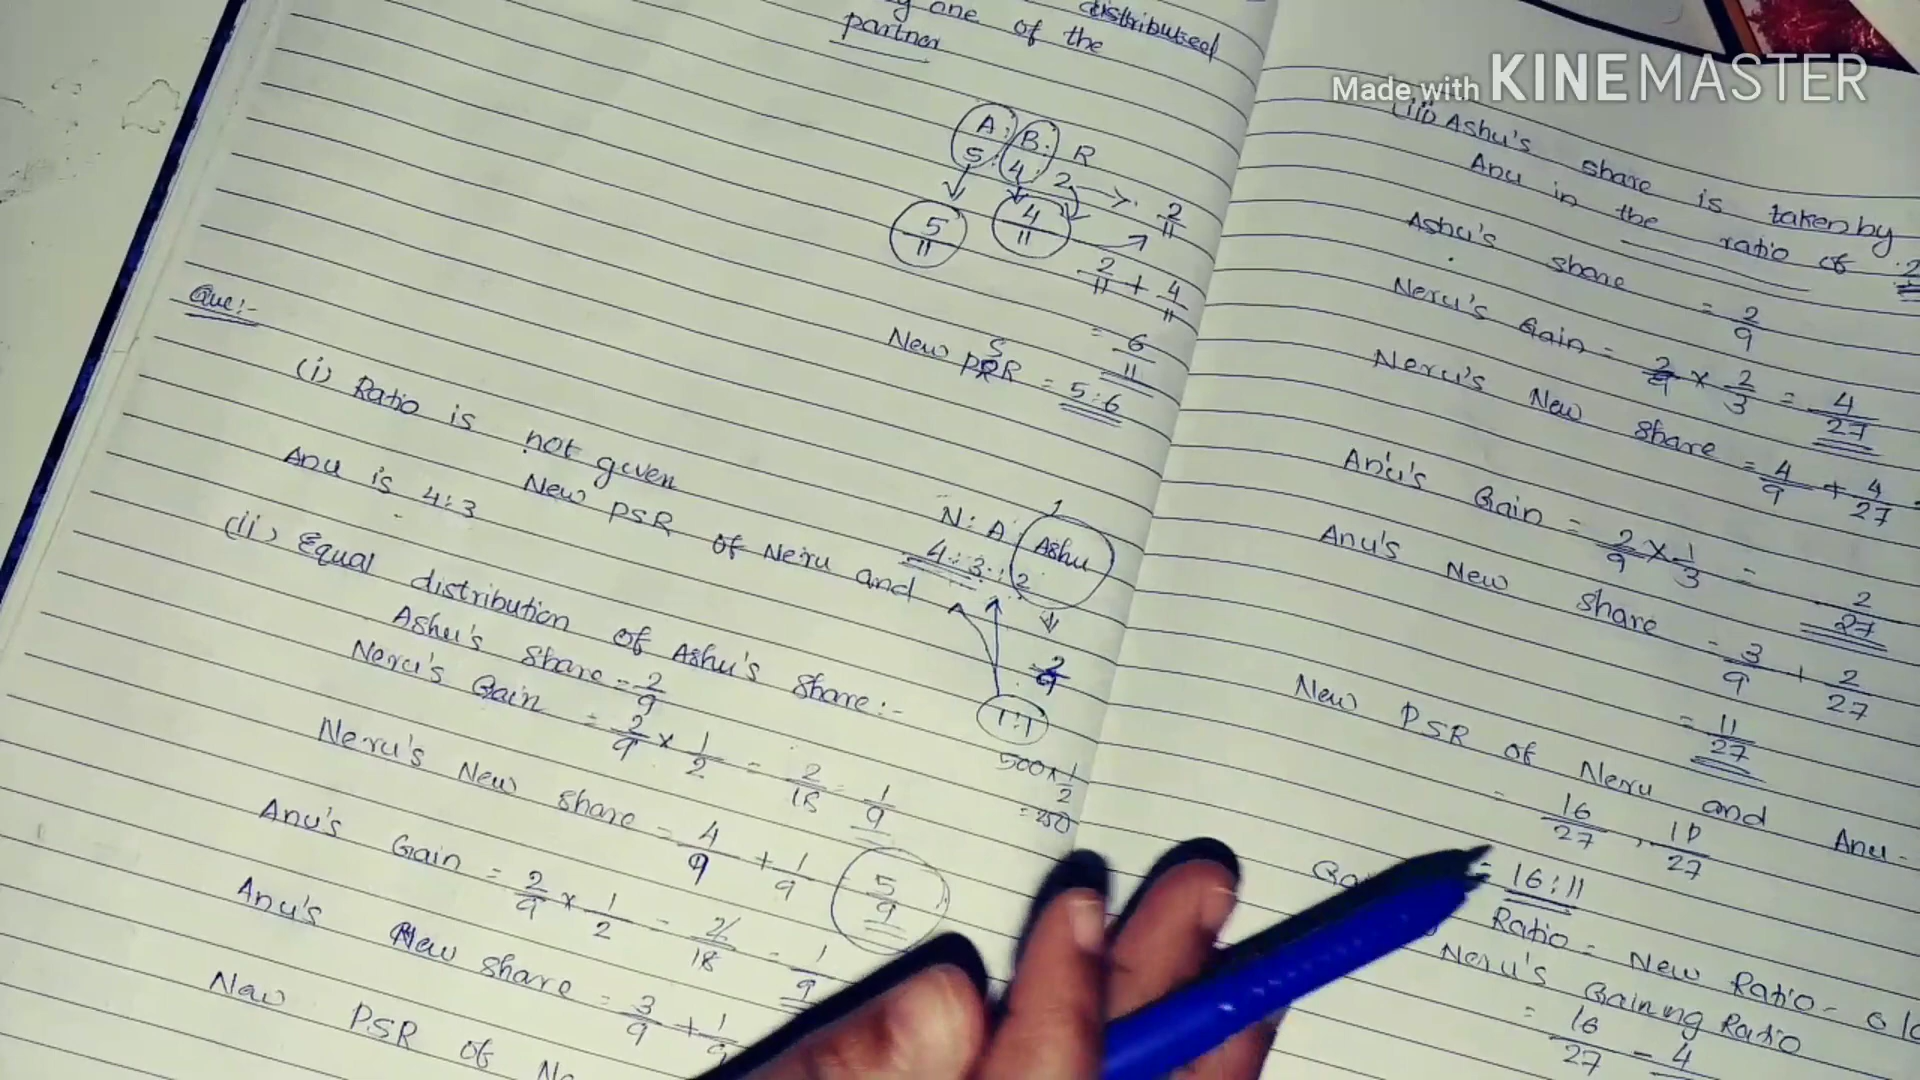 distributed
one of the
partner
A : B : R
5 : 4 : 2
2/11
5/11
4/11
2/11 + 4/11
= 6/11
New PSR = 5:6
Que:-
(i) Ratio is not given
New PSR of Neru and
Anu is 4:3
N : A : Ashu
4 : 3 : 2
2/9
1:1
500 x 1/2
= 250
(ii) Equal distribution of Ashu's Share:-
Ashu's Share = 2/9
Neru's Gain = 2/9 x 1/2 = 2/18 = 1/9
Neru's New share = 4/9 + 1/9 5/9
Anu's Gain = 2/9 x 1/2 = 2/18 = 1/9
Anu's New share = 3/9 + 1/9
New PSR of
Made with KINEMASTER
(iii) Ashu's share is taken by
Anu in the ratio of 2
Ashu's share = 2/9
Neru's Gain = 2/9 x 2/3 = 4/27
Neru's New share = 4/9 + 4/27
Anu's Gain = 2/9 x 1/3 = 2/27
Anu's New share = 3/9 + 2/27
= 11/27
New PSR of Neru and Anu -
= 16/27 , 11/27
= 16:11
Ratio = New Ratio - old
Neru's Gaining Ratio
= 16/27 - 4